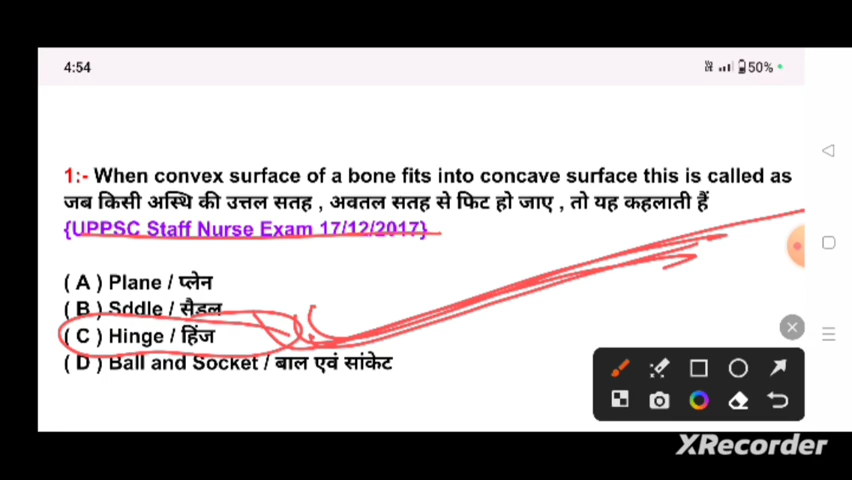 4:54
50%
1:- When convex surface of a bone fits into concave surface this is called as
जब किसी अस्थि की उत्तल सतह , अवतल सतह से फिट हो जाए , तो यह कहलाती हैं
{UPPSC Staff Nurse Exam 17/12/2017}
( A ) Plane / प्लेन
( B ) Sddle / सैडल
( C ) Hinge / हिंज
( D ) Ball and Socket / बाल एवं सांकेट
XRecorder